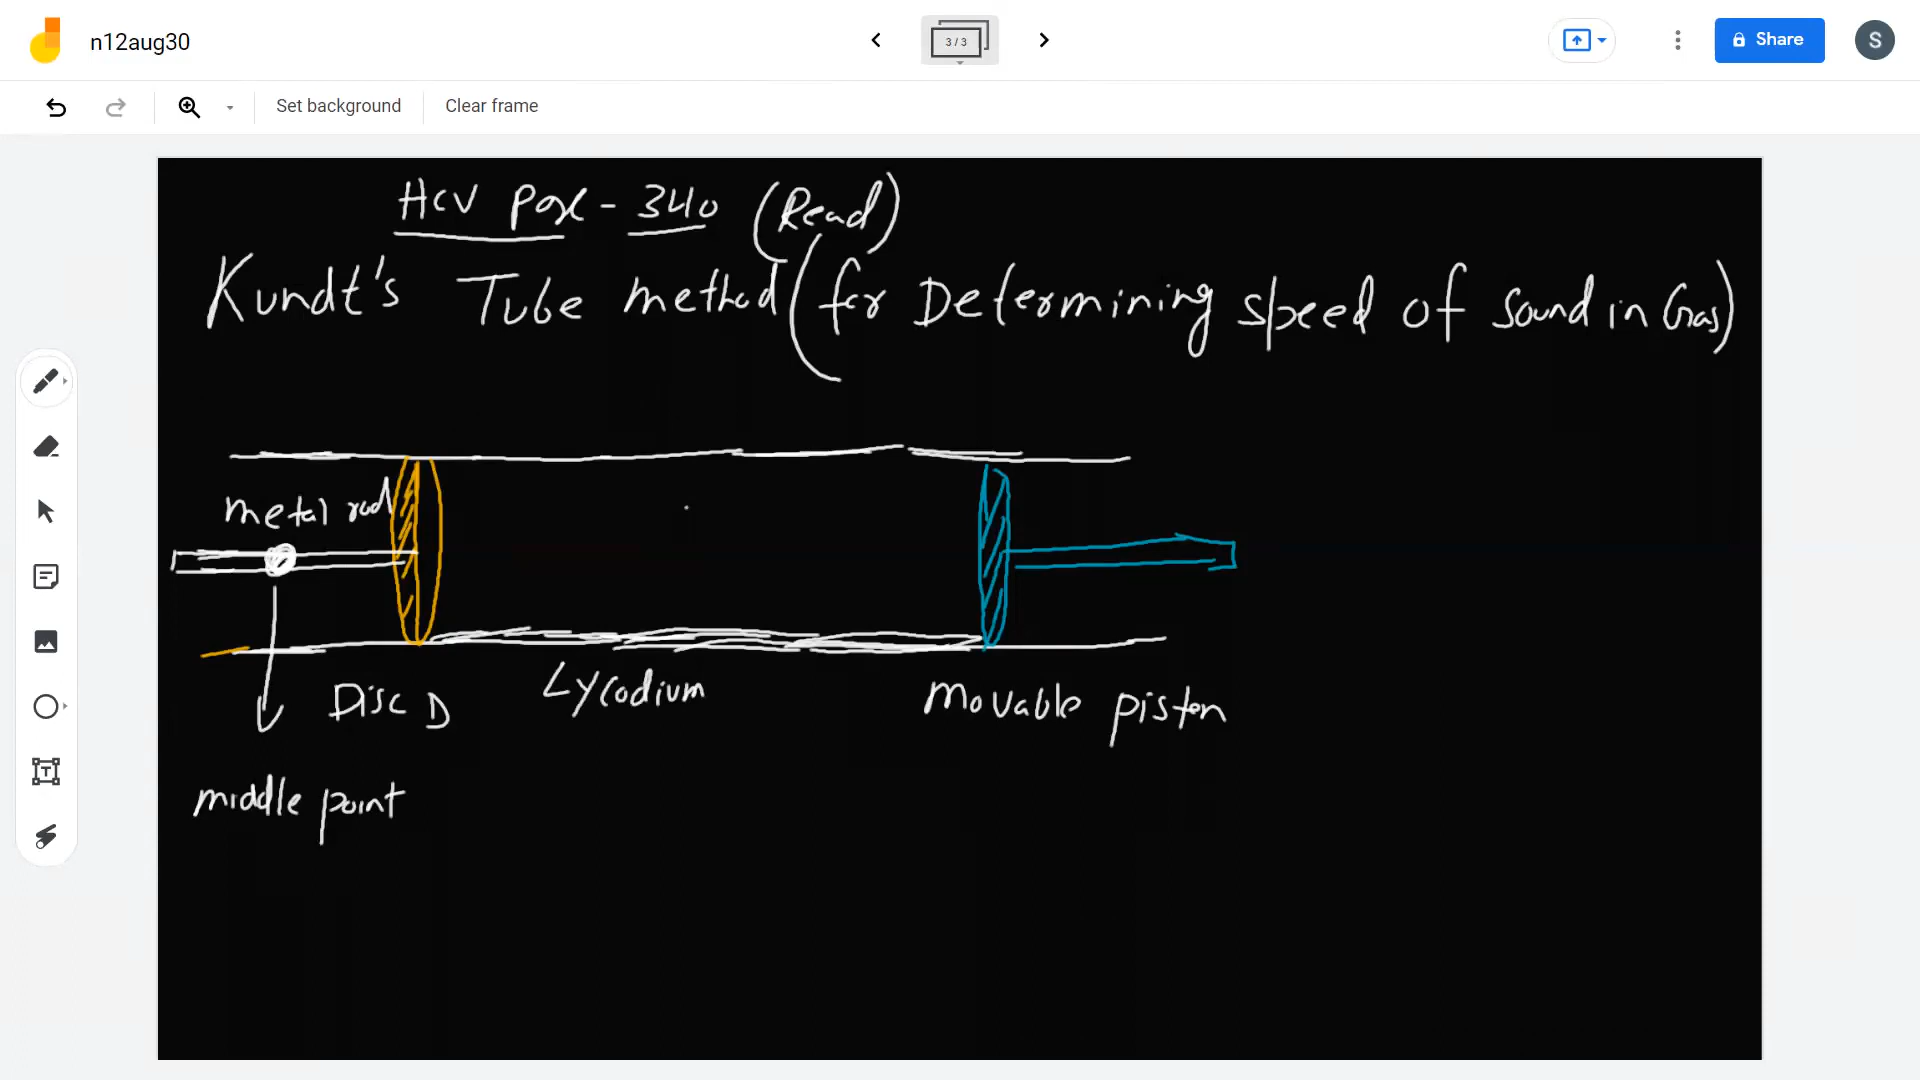 n12aug30
3 / 3
Share
S
Set background
Clear frame
HCV page - 340 (Read)
Kundt's Tube method (for Determining speed of sound in Gas)
metal rod
Disc D
Lycodium
Movable piston
middle point